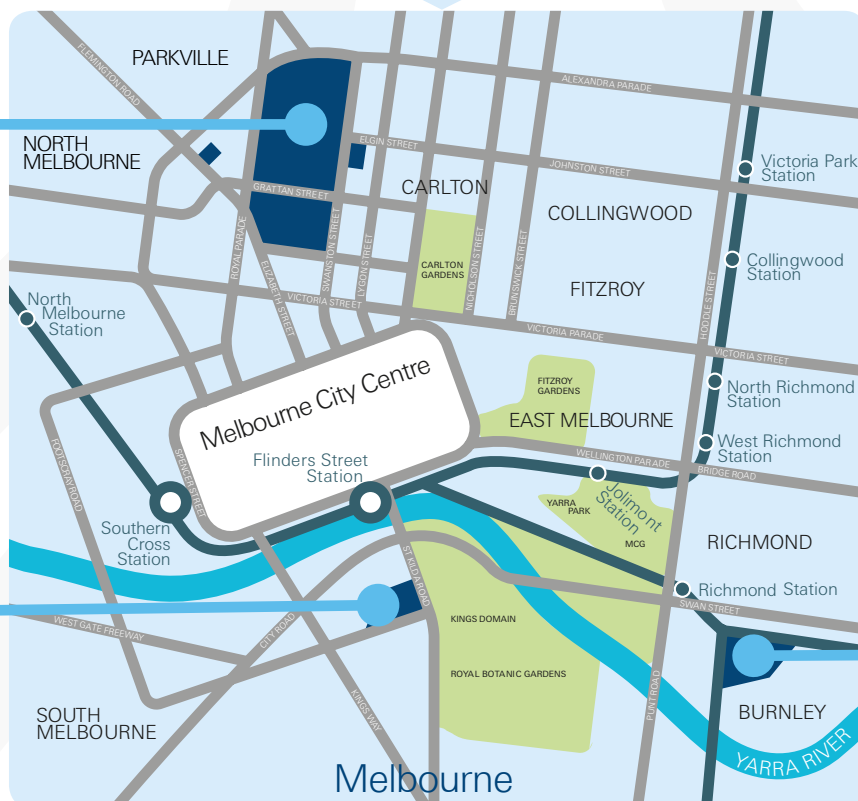 PARKVILLE
FLEMINGTON ROAD
ALEXANDRA PARADE
NORTH
MELBOURNE
ELGIN STREET
JOHNSTON STREET
Victoria Park
Station
GRATTAN STREET
CARLTON
COLLINGWOOD
ROYAL PARADE
ELIZABETH STREET
SWANSTON STREET
LYGON STREET
CARLTON
GARDENS
NICHOLSON STREET
BRUNSWICK STREET
HODDLE STREET
Collingwood
Station
FITZROY
North
Melbourne
Station
VICTORIA STREET
VICTORIA PARADE
VICTORIA STREET
Melbourne City Centre
FITZROY
GARDENS
North Richmond
Station
EAST MELBOURNE
West Richmond
Station
FOOTSCRAY ROAD
SPENCER STREET
Flinders Street
Station
WELLINGTON PARADE
BRIDGE ROAD
Jolimont
Station
YARRA
PARK
MCG
Southern
Cross
Station
ST KILDA ROAD
RICHMOND
Richmond Station
SWAN STREET
WEST GATE FREEWAY
CITY ROAD
KINGS DOMAIN
ROYAL BOTANIC GARDENS
KINGS WAY
PUNT ROAD
SOUTH
MELBOURNE
BURNLEY
YARRA RIVER
Melbourne